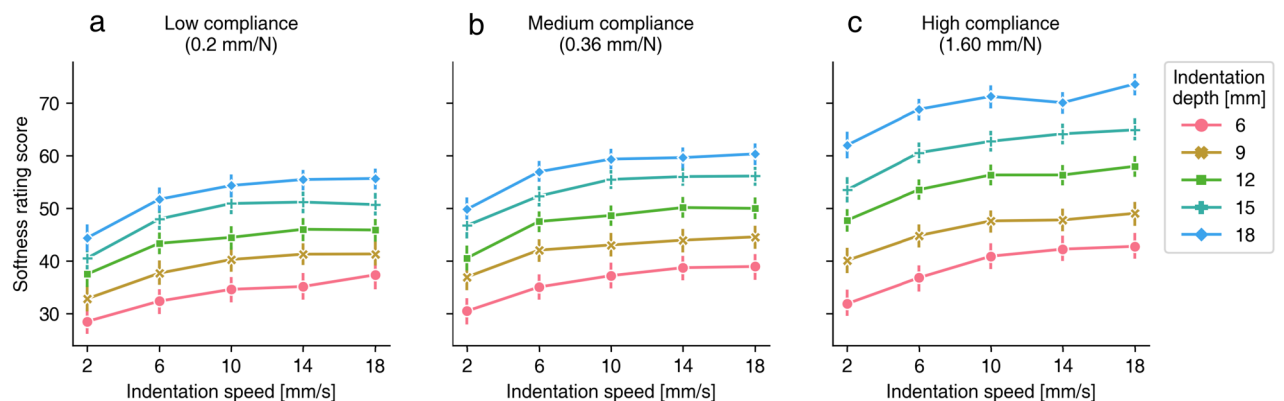 a
Low compliance
(0.2 mm/N)
b
Medium compliance
(0.36 mm/N)
c
High compliance
(1.60 mm/N)
Softness rating score
70
60
50
40
30
2 6 10 14 18
Indentation speed [mm/s]
2 6 10 14 18
Indentation speed [mm/s]
2 6 10 14 18
Indentation speed [mm/s]
Indentation
depth [mm]
6
9
12
15
18